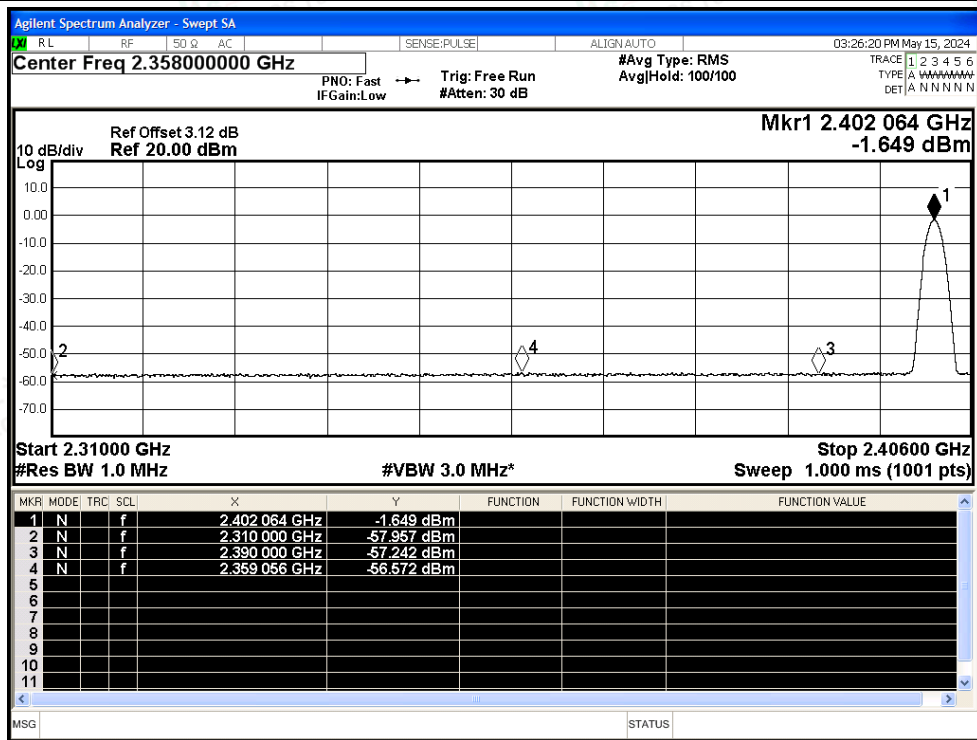 Agilent Spectrum Analyzer - Swept SA
LXI RL RF 50 Ω AC SENSE:PULSE ALIGN AUTO 03:26:20 PM May 15, 2024
Center Freq 2.358000000 GHz
PNO: Fast
IFGain:Low
Trig: Free Run
#Atten: 30 dB
#Avg Type: RMS
Avg|Hold: 100/100
TRACE 1 2 3 4 5 6
TYPE A WWWWW
DET A N N N N N
Mkr1 2.402 064 GHz
-1.649 dBm
Ref Offset 3.12 dB
10 dB/div Ref 20.00 dBm
Log
10.0
0.00
-10.0
-20.0
-30.0
-40.0
-50.0
-60.0
-70.0
1
2
4
3
Start 2.31000 GHz Stop 2.40600 GHz
#Res BW 1.0 MHz #VBW 3.0 MHz* Sweep 1.000 ms (1001 pts)
MKR MODE TRC SCL X Y FUNCTION FUNCTION WIDTH FUNCTION VALUE
1 N f 2.402 064 GHz -1.649 dBm
2 N f 2.310 000 GHz -57.957 dBm
3 N f 2.390 000 GHz -57.242 dBm
4 N f 2.359 056 GHz -56.572 dBm
5
6
7
8
9
10
11
MSG STATUS